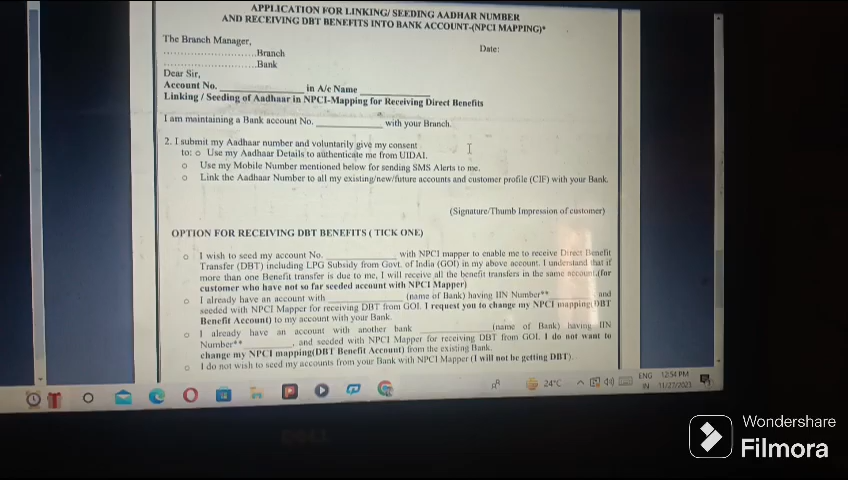 APPLICATION FOR LINKING/ SEEDING AADHAR NUMBER
AND RECEIVING DBT BENEFITS INTO BANK ACCOUNT-(NPCI MAPPING)*
The Branch Manager,
Date:
............................Branch
............................Bank
Dear Sir,
Account No. ______________ in A/c Name ____________
Linking / Seeding of Aadhaar in NPCI-Mapping for Receiving Direct Benefits
I am maintaining a Bank account No. ____________ with your Branch.
2. I submit my Aadhaar number and voluntarily give my consent
to: o Use my Aadhaar Details to authenticate me from UIDAI.
o Use my Mobile Number mentioned below for sending SMS Alerts to me.
o Link the Aadhaar Number to all my existing/new/future accounts and customer profile (CIF) with your Bank.
(Signature/Thumb Impression of customer)
OPTION FOR RECEIVING DBT BENEFITS ( TICK ONE)
o I wish to seed my account No. ____________ with NPCI mapper to enable me to receive Direct Benefit
Transfer (DBT) including LPG Subsidy from Govt. of India (GOI) in my above account. I understand that if
more than one Benefit transfer is due to me, I will receive all the benefit transfers in the same account.(for
customer who have not so far seeded account with NPCI Mapper)
o I already have an account with ____________ (name of Bank) having IIN Number** ________ and
seeded with NPCI Mapper for receiving DBT from GOI. I request you to change my NPCI mapping(DBT
Benefit Account) to my account with your Bank.
o I already have an account with another bank ____________ (name of Bank) having IIN
Number** ________, and seeded with NPCI Mapper for receiving DBT from GOI. I do not want to
change my NPCI mapping(DBT Benefit Account) from the existing Bank.
o I do not wish to seed my accounts from your Bank with NPCI Mapper (I will not be getting DBT)
24°C
ENG
IN
12:54 PM
11/27/2023
DELL
Wondershare
Filmora